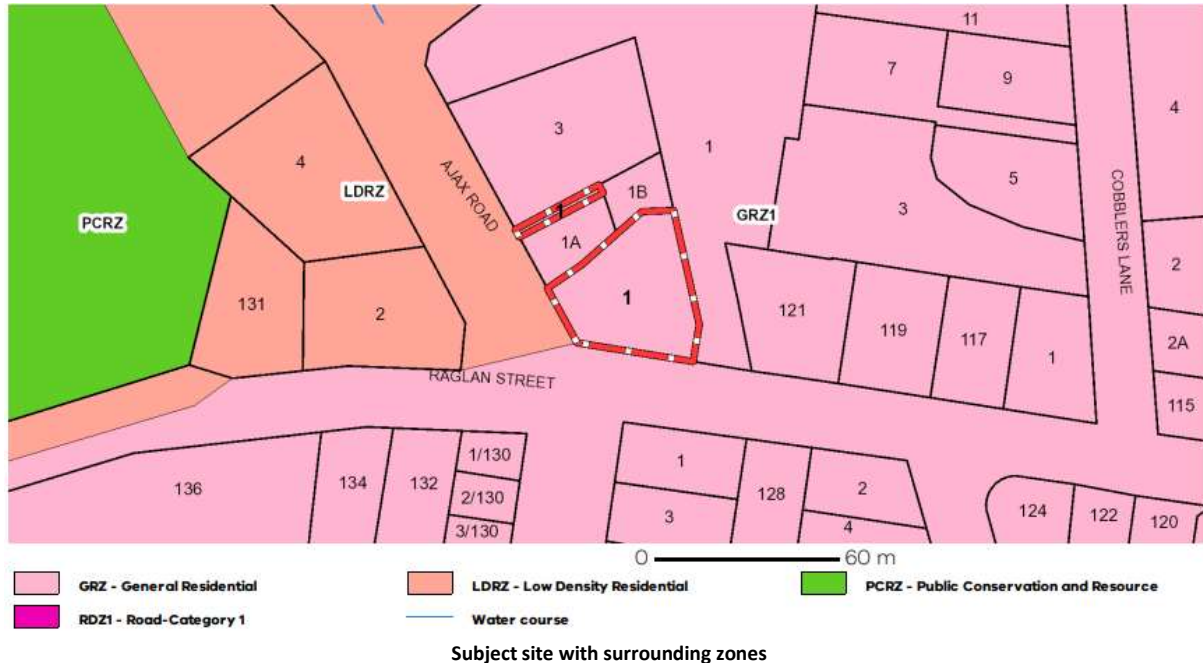 11
7
9
4
3
1
4
5
AJAX ROAD
LDRZ
1B
1
COBBLERS LANE
PCRZ
GRZ1
3
1A
2
131
2
1
121
119
117
1
2A
RAGLAN STREET
115
1/130
1
136
134
132
2/130
128
2
3
4
3/130
124
122
120
0 60 m
GRZ - General Residential
LDRZ - Low Density Residential
PCRZ - Public Conservation and Resource
RDZ1 - Road-Category 1
Water course
Subject site with surrounding zones